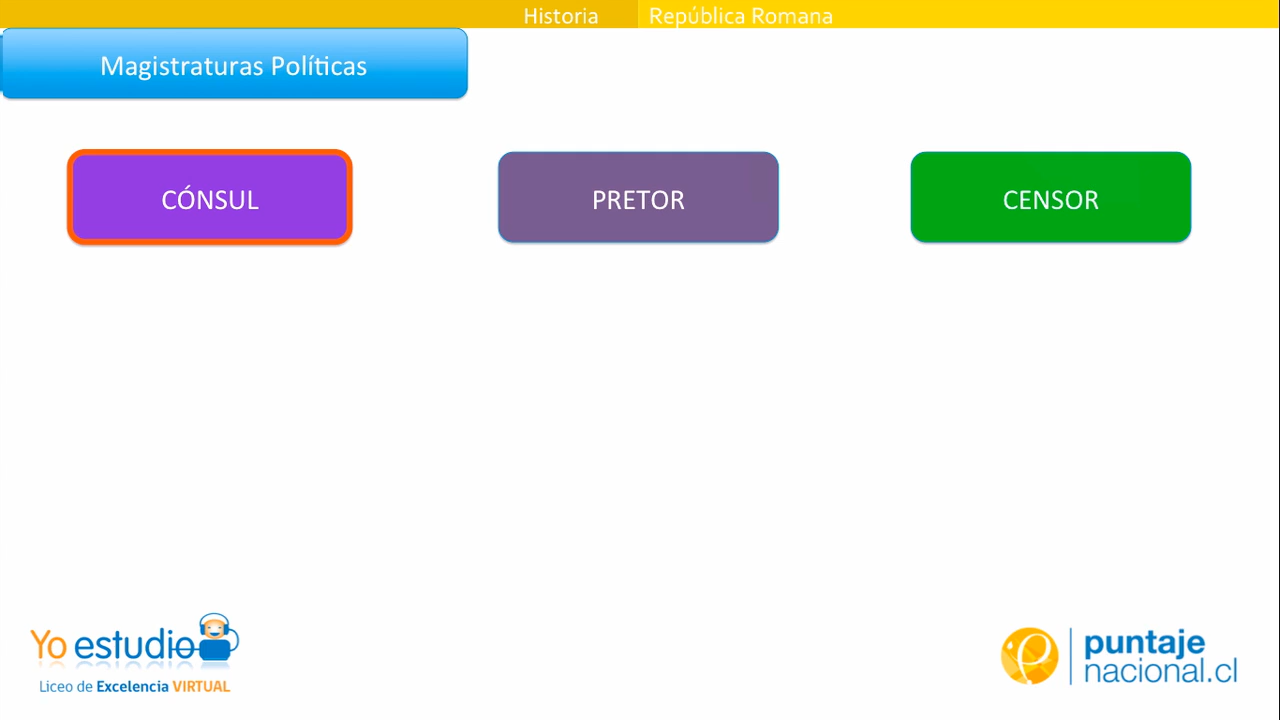 Historia
República Romana
Magistraturas Políticas
CÓNSUL
PRETOR
CENSOR
Yo estudio
Liceo de Excelencia VIRTUAL
puntaje
nacional.cl